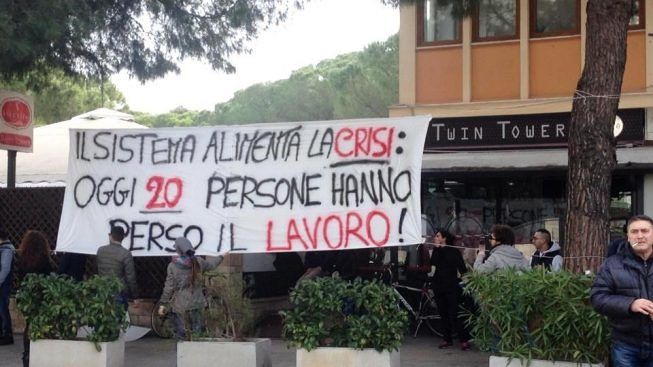 IL SISTEMA ALIMENTA LA CRISI:
OGGI 20 PERSONE HANNO
PERSO IL LAVORO!
TWIN TOWER